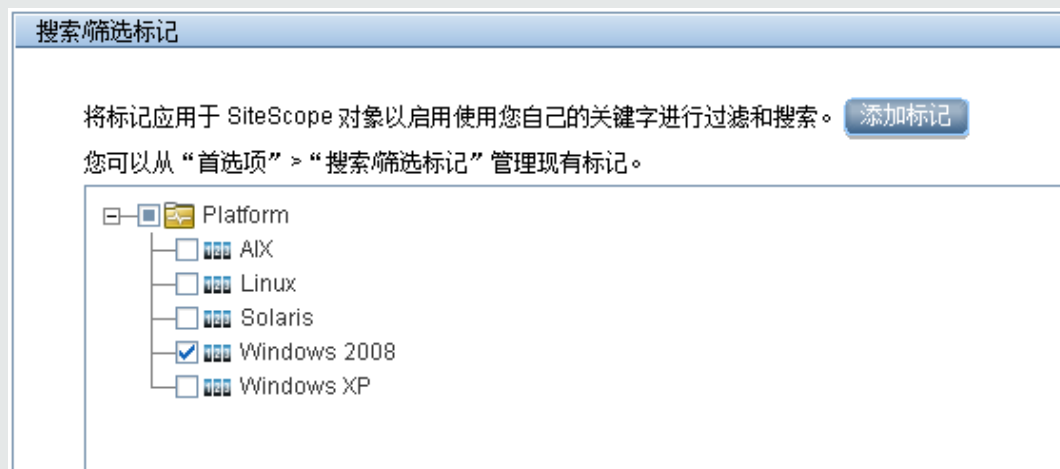 搜索/筛选标记
将标记应用于 SiteScope 对象以启用使用您自己的关键字进行过滤和搜索。 添加标记
您可以从“首选项”>“搜索/筛选标记”管理现有标记。
Platform
AIX
Linux
Solaris
Windows 2008
Windows XP